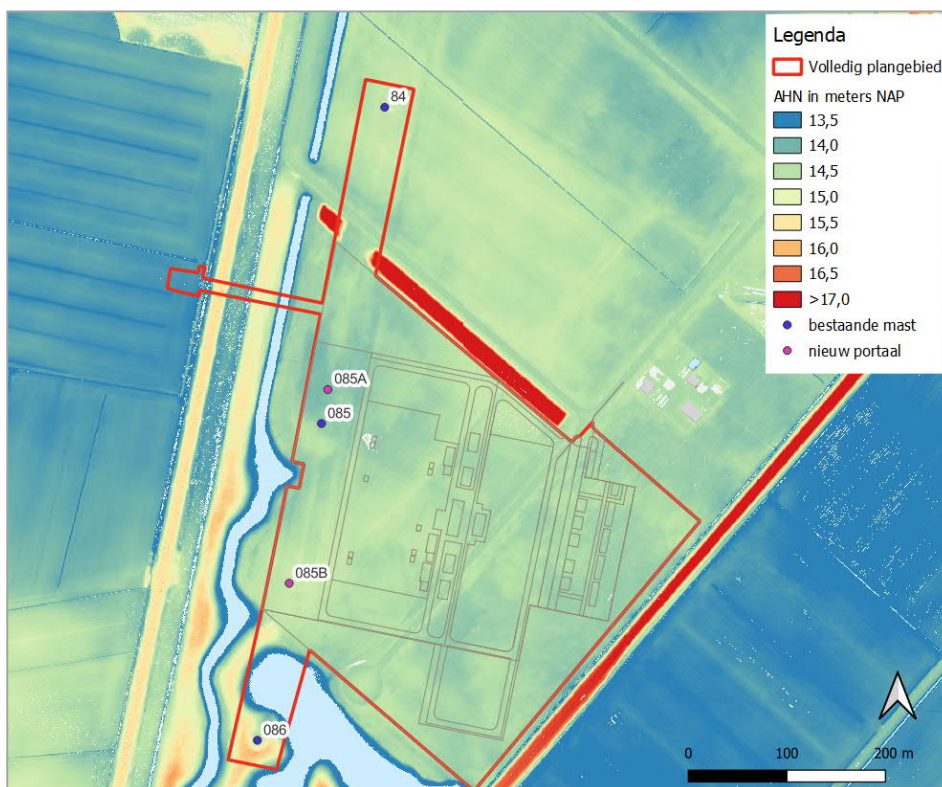 Legenda
Volledig plangebied
AHN in meters NAP
13,5
14,0
14,5
15,0
15,5
16,0
16,5
>17,0
bestaande mast
nieuw portaal
84
085A
085
085B
086
0 100 200 m